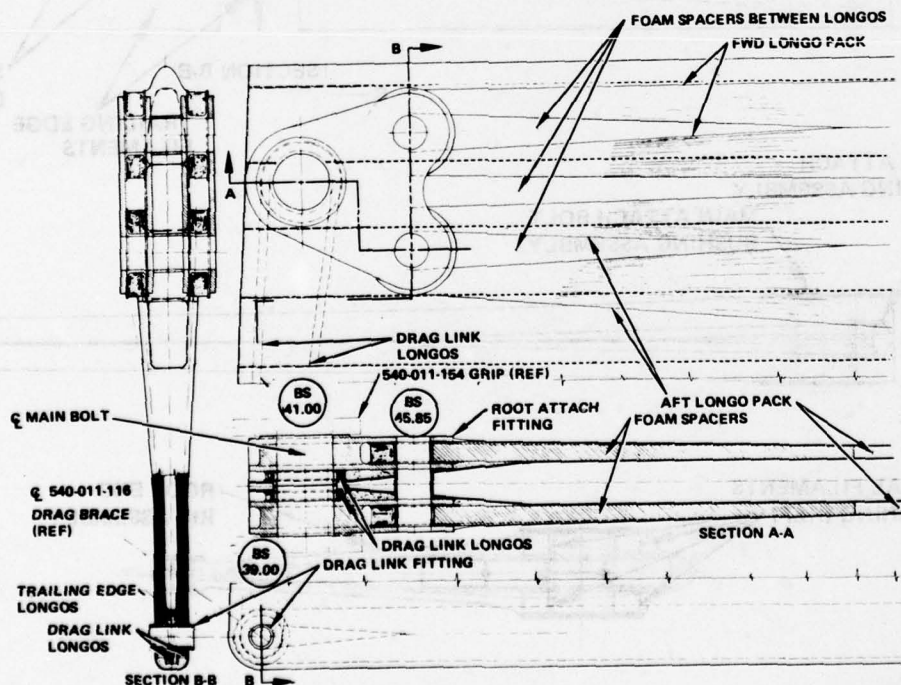 B
FOAM SPACERS BETWEEN LONGOS
FWD LONGO PACK
A
DRAG LINK
LONGOS
540-011-154 GRIP (REF)
BS
41.00
BS
45.85
ROOT ATTACH
FITTING
AFT LONGO PACK
FOAM SPACERS
℄ MAIN BOLT
℄ 540-011-116
DRAG BRACE
(REF)
SECTION A-A
DRAG LINK LONGOS
DRAG LINK FITTING
BS
39.00
TRAILING EDGE
LONGOS
DRAG LINK
LONGOS
SECTION B-B
B